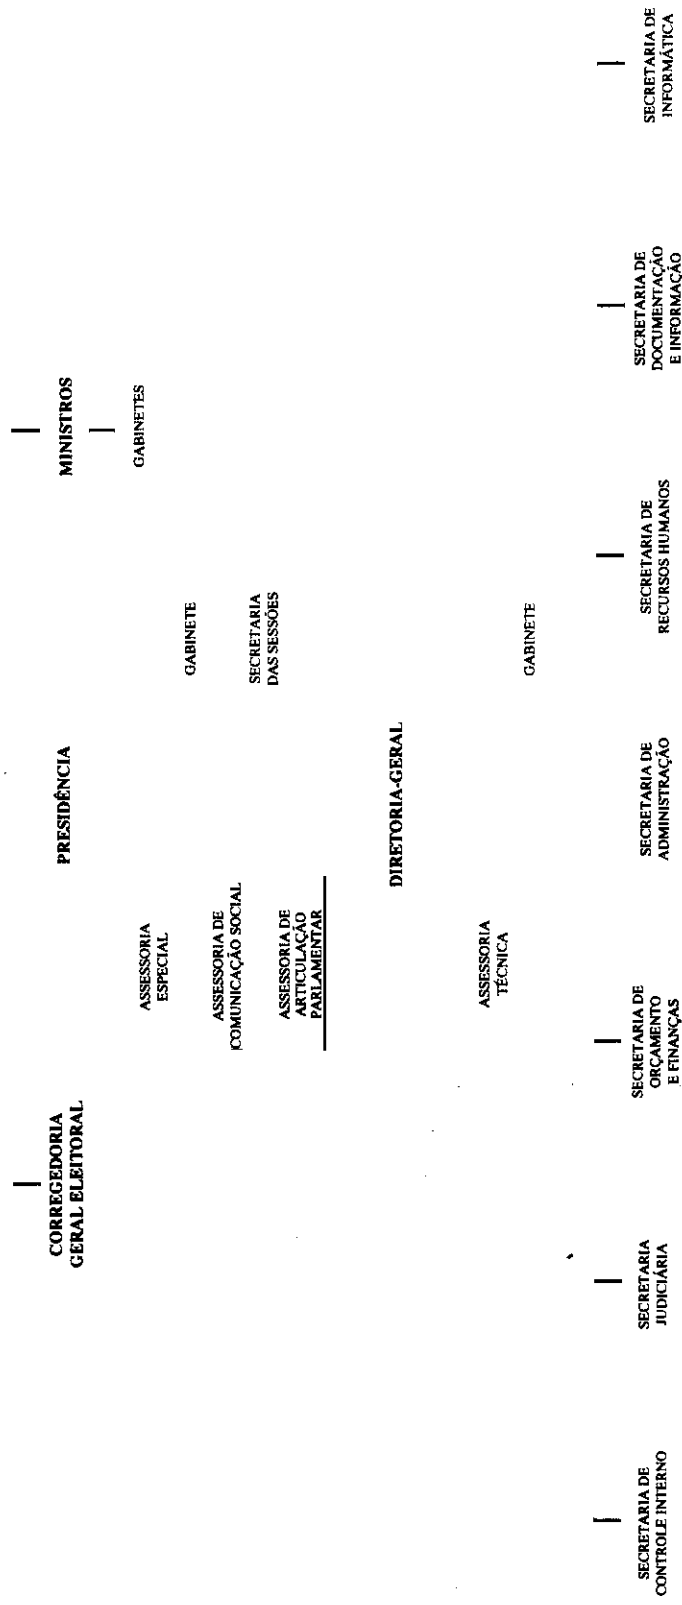 CORREGEDORIA
GERAL ELEITORAL
PRESIDÊNCIA
MINISTROS
GABINETES
ASSESSORIA
ESPECIAL
GABINETE
ASSESSORIA DE
COMUNICAÇÃO SOCIAL
SECRETARIA
DAS SESSÕES
ASSESSORIA DE
ARTICULAÇÃO
PARLAMENTAR
DIRETORIA-GERAL
ASSESSORIA
TÉCNICA
GABINETE
SECRETARIA DE
CONTROLE INTERNO
SECRETARIA
JUDICIÁRIA
SECRETARIA DE
ORÇAMENTO
E FINANÇAS
SECRETARIA DE
ADMINISTRAÇÃO
SECRETARIA DE
RECURSOS HUMANOS
SECRETARIA DE
DOCUMENTAÇÃO
E INFORMAÇÃO
SECRETARIA DE
INFORMÁTICA